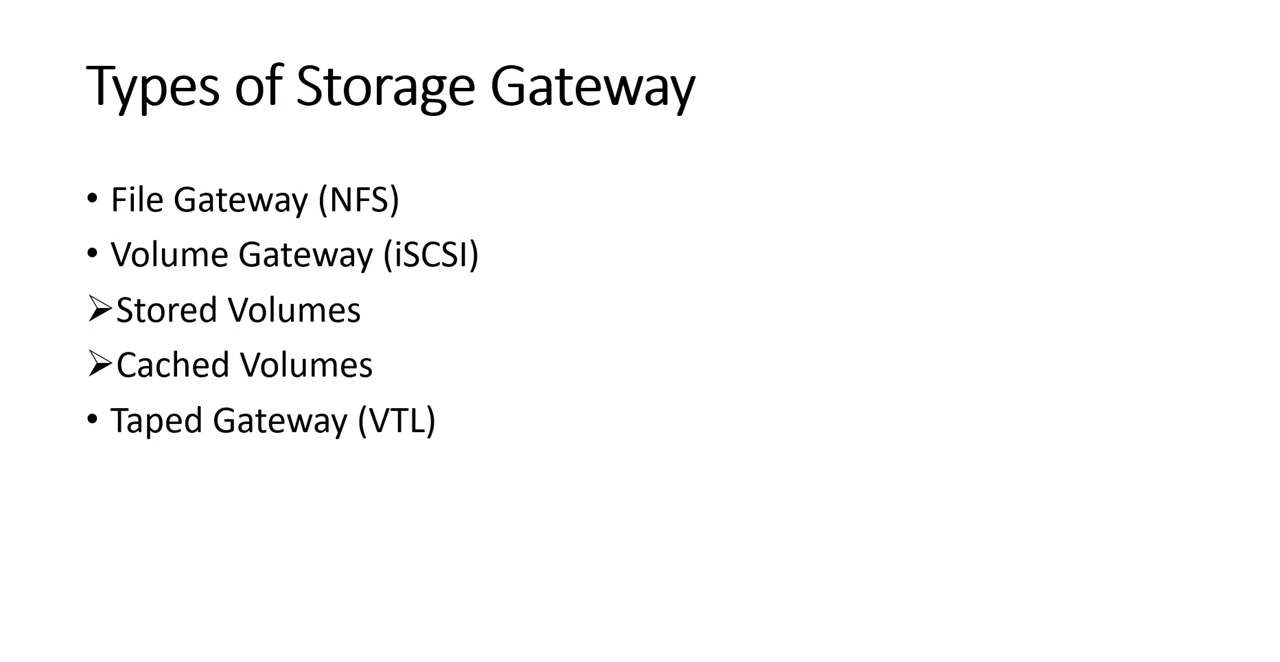 Types of Storage Gateway
• File Gateway (NFS)
• Volume Gateway (iSCSI)
➢Stored Volumes
➢Cached Volumes
• Taped Gateway (VTL)